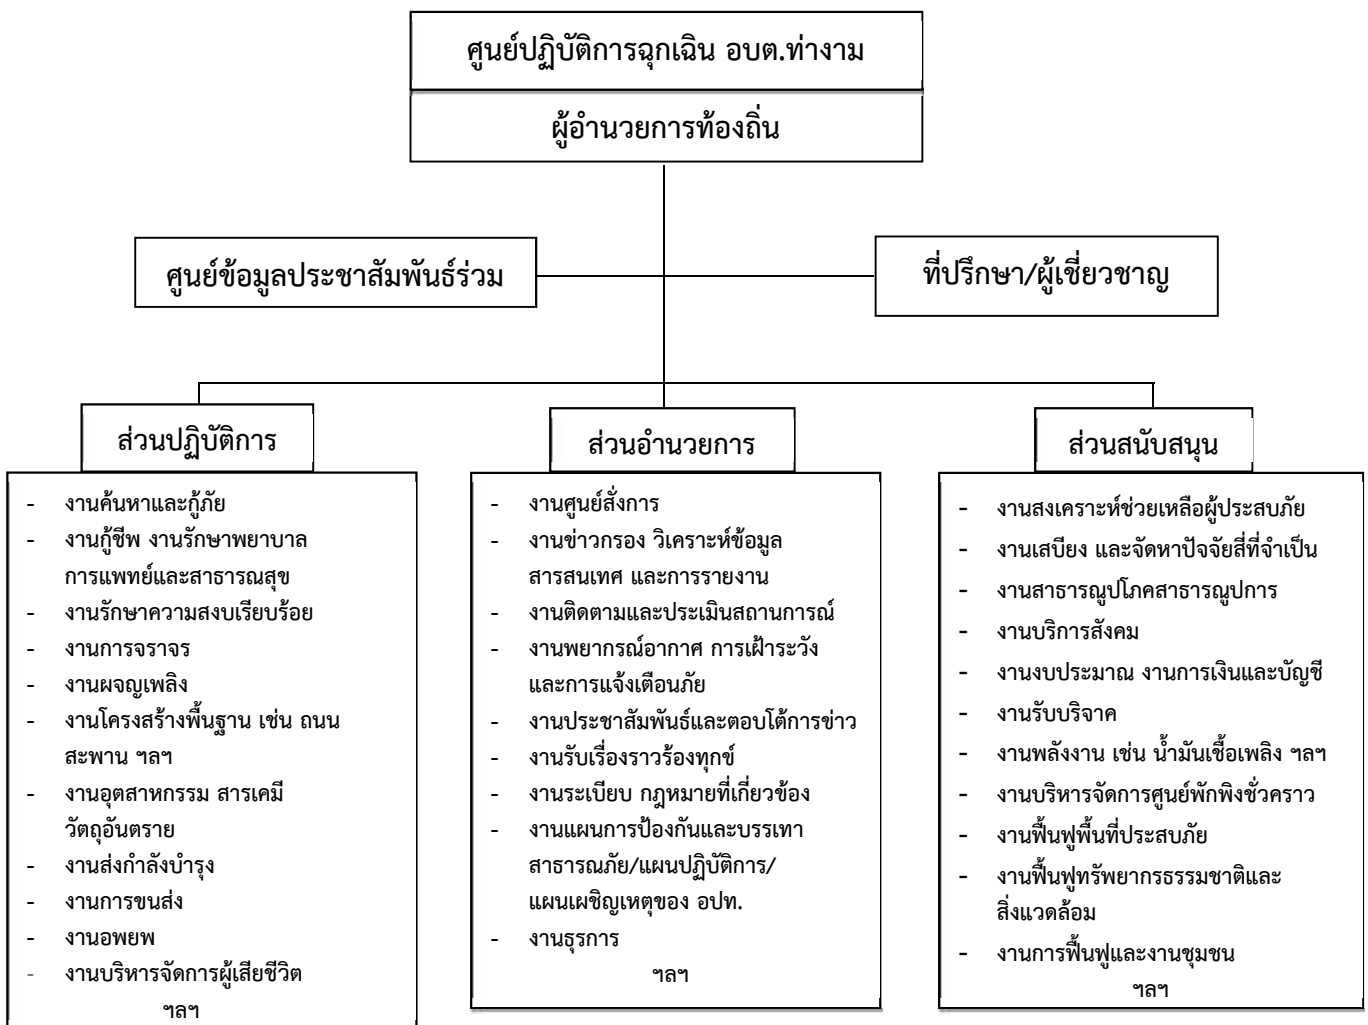 ศูนย์ปฏิบัติการฉุกเฉิน อบต.ท่างาม
ผู้อำนวยการท้องถิ่น
ศูนย์ข้อมูลประชาสัมพันธ์ร่วม
ที่ปรึกษา/ผู้เชี่ยวชาญ
ส่วนปฏิบัติการ
- งานค้นหาและกู้ภัย
- งานกู้ชีพ งานรักษาพยาบาล
การแพทย์และสาธารณสุข
- งานรักษาความสงบเรียบร้อย
- งานการจราจร
- งานผจญเพลิง
- งานโครงสร้างพื้นฐาน เช่น ถนน
สะพาน ฯลฯ
- งานอุตสาหกรรม สารเคมี
วัตถุอันตราย
- งานส่งกำลังบำรุง
- งานการขนส่ง
- งานอพยพ
- งานบริหารจัดการผู้เสียชีวิต
ฯลฯ
ส่วนอำนวยการ
- งานศูนย์สั่งการ
- งานข่าวกรอง วิเคราะห์ข้อมูล
สารสนเทศ และการรายงาน
- งานติดตามและประเมินสถานการณ์
- งานพยากรณ์อากาศ การเฝ้าระวัง
และการแจ้งเตือนภัย
- งานประชาสัมพันธ์และตอบโต้การข่าว
- งานรับเรื่องราวร้องทุกข์
- งานระเบียบ กฎหมายที่เกี่ยวข้อง
- งานแผนการป้องกันและบรรเทา
สาธารณภัย/แผนปฏิบัติการ/
แผนเผชิญเหตุของ อปท.
- งานธุรการ
ฯลฯ
ส่วนสนับสนุน
- งานสงเคราะห์ช่วยเหลือผู้ประสบภัย
- งานเสบียง และจัดหาปัจจัยสี่ที่จำเป็น
- งานสาธารณูปโภคสาธารณูปการ
- งานบริการสังคม
- งานงบประมาณ งานการเงินและบัญชี
- งานรับบริจาค
- งานพลังงาน เช่น น้ำมันเชื้อเพลิง ฯลฯ
- งานบริหารจัดการศูนย์พักพิงชั่วคราว
- งานฟื้นฟูพื้นที่ประสบภัย
- งานฟื้นฟูทรัพยากรธรรมชาติและ
สิ่งแวดล้อม
- งานการฟื้นฟูและงานชุมชน
ฯลฯ